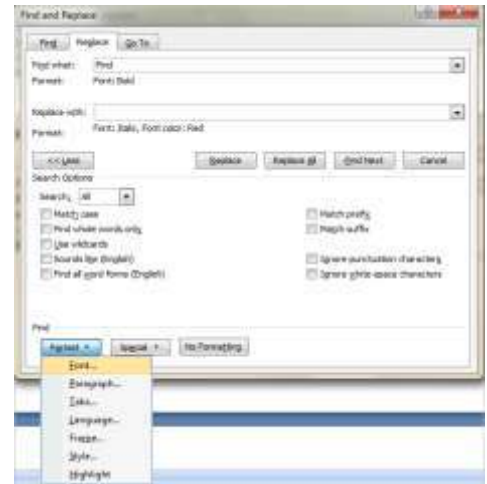 Find and Replace
Find Replace Go To
Find what: Find
Format: Font: Bold
Replace with:
Format: Font: Italic, Font color: Red
<< Less Replace Replace All Find Next Cancel
Search Options
Search: All
Match case Match prefix
Find whole words only Match suffix
Use wildcards
Sounds like (English) Ignore punctuation characters
Find all word forms (English) Ignore white-space characters
Find
Format Special No Formatting
Font...
Paragraph...
Tabs...
Language...
Frame...
Style...
Highlight